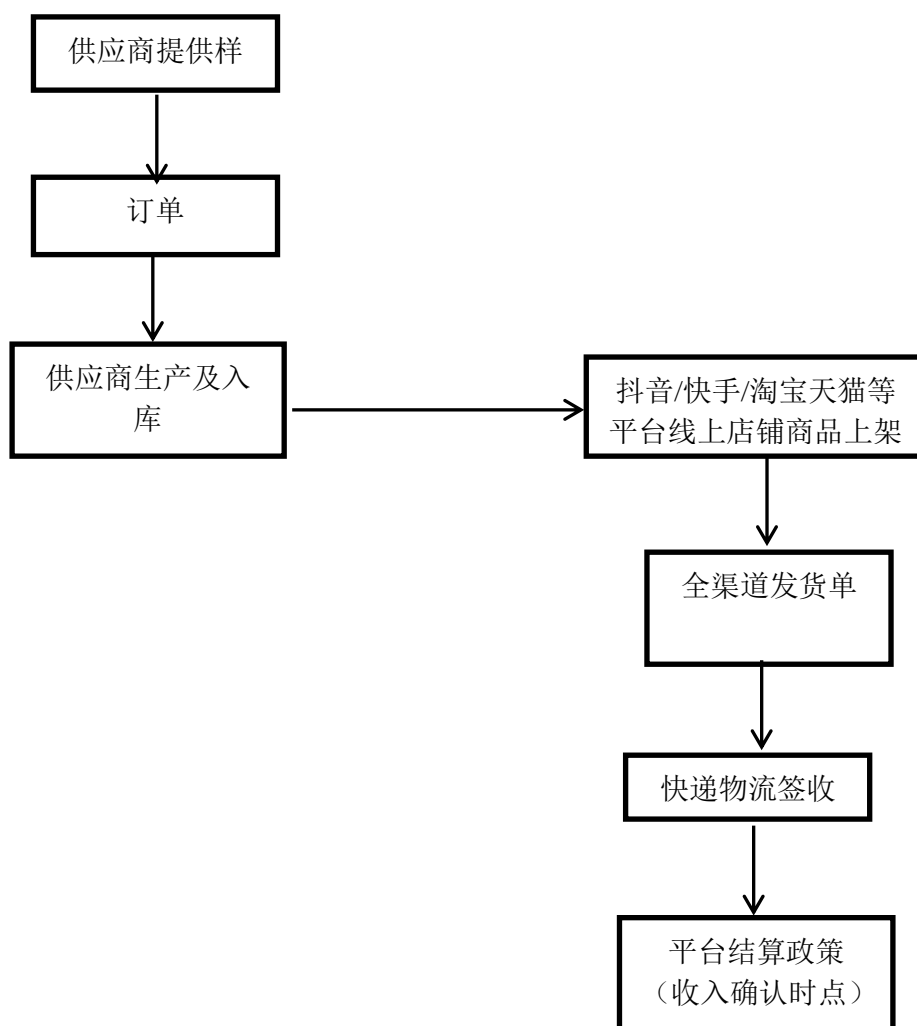 供应商提供样
订单
供应商生产及入
库
抖音/快手/淘宝天猫等
平台线上店铺商品上架
全渠道发货单
快递物流签收
平台结算政策
（收入确认时点）